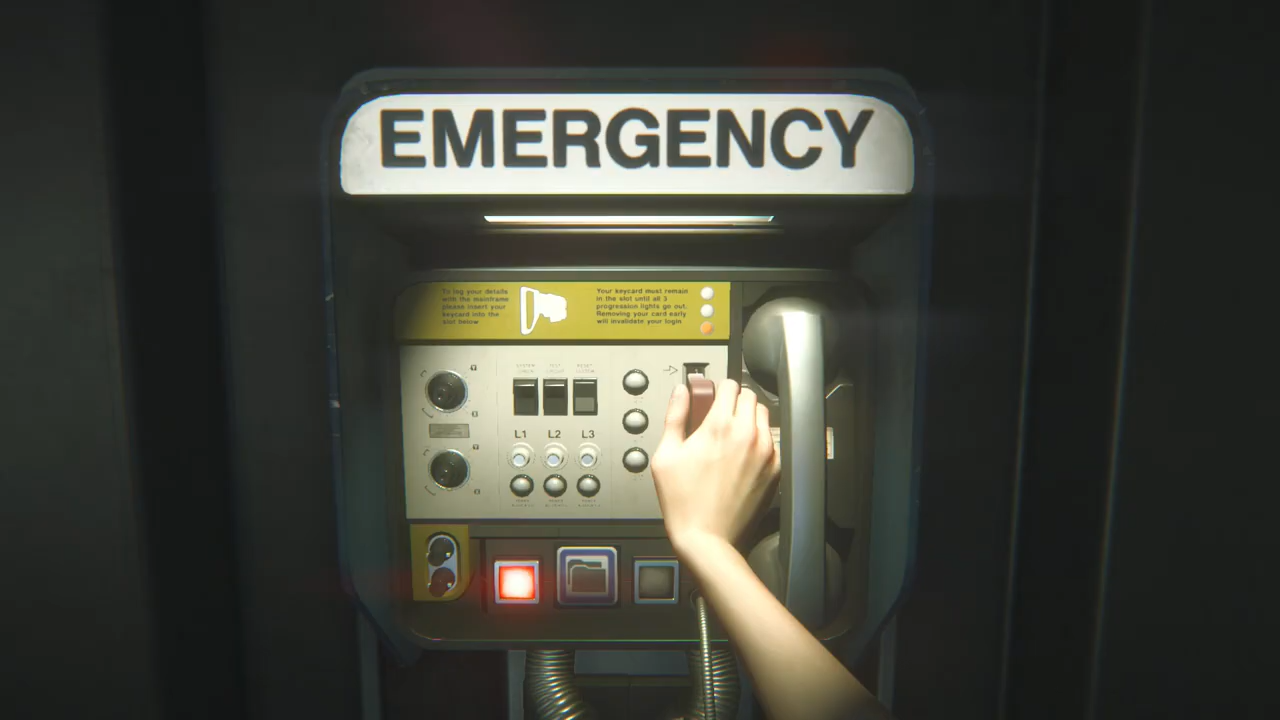 EMERGENCY
To log your details
with the mainframe
please insert your
keycard into the
slot below
Your keycard must remain
in the slot until all 3
progression lights go out.
Removing your card early
will invalidate your login
L1 L2 L3